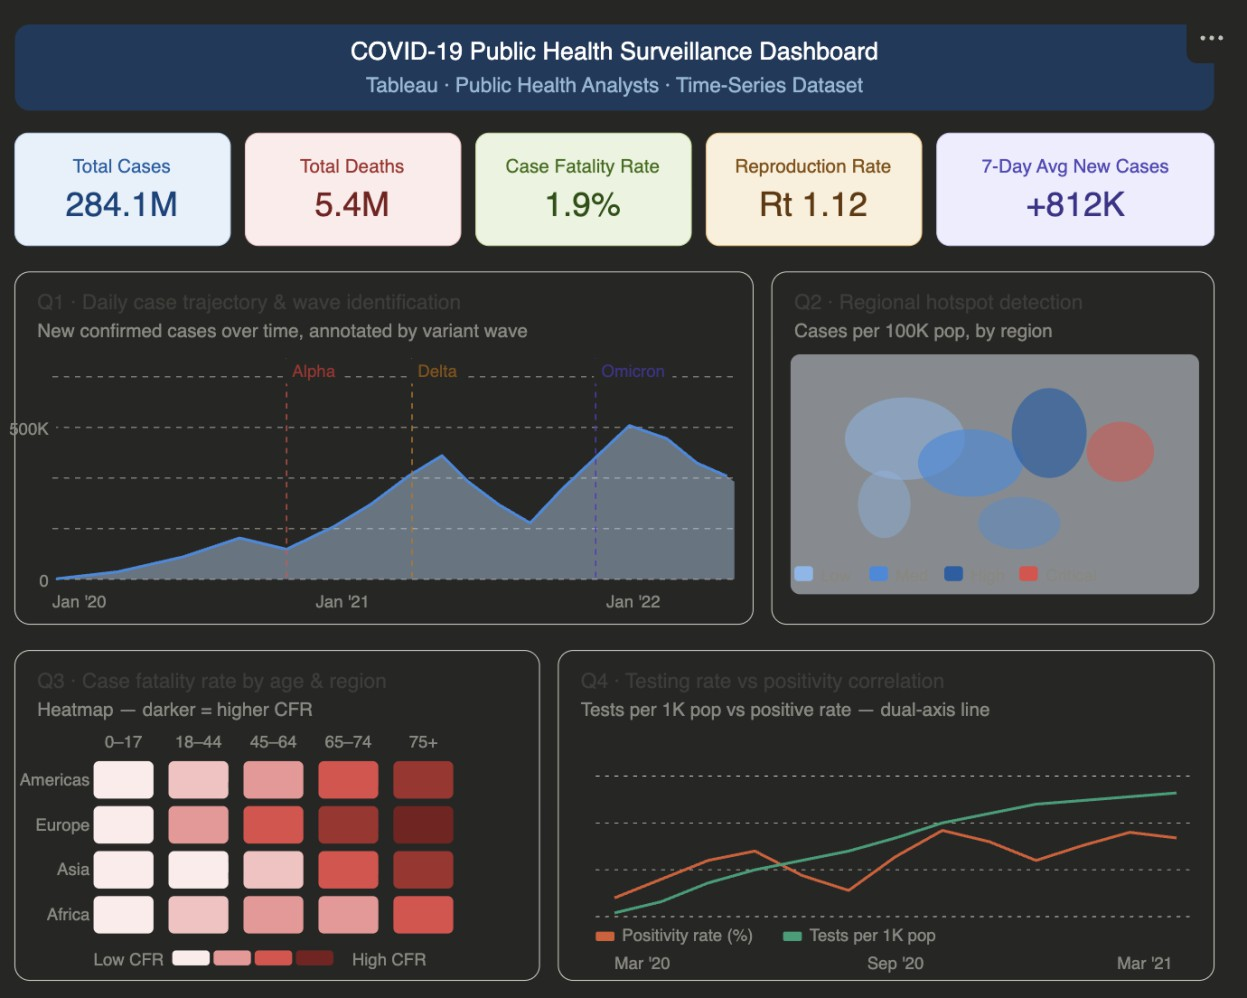 COVID-19 Public Health Surveillance Dashboard
Tableau · Public Health Analysts · Time-Series Dataset
Total Cases
284.1M
Total Deaths
5.4M
Case Fatality Rate
1.9%
Reproduction Rate
Rt 1.12
7-Day Avg New Cases
+812K
Q1 · Daily case trajectory & wave identification
New confirmed cases over time, annotated by variant wave
Alpha
Delta
Omicron
500K
0
Jan '20
Jan '21
Jan '22
Q2 · Regional hotspot detection
Cases per 100K pop, by region
Q3 · Case fatality rate by age & region
Heatmap — darker = higher CFR
0–17 18–44 45–64 65–74 75+
Americas
Europe
Asia
Africa
Low CFR
High CFR
Q4 · Testing rate vs positivity correlation
Tests per 1K pop vs positive rate — dual-axis line
Positivity rate (%)
Tests per 1K pop
Mar '20
Sep '20
Mar '21